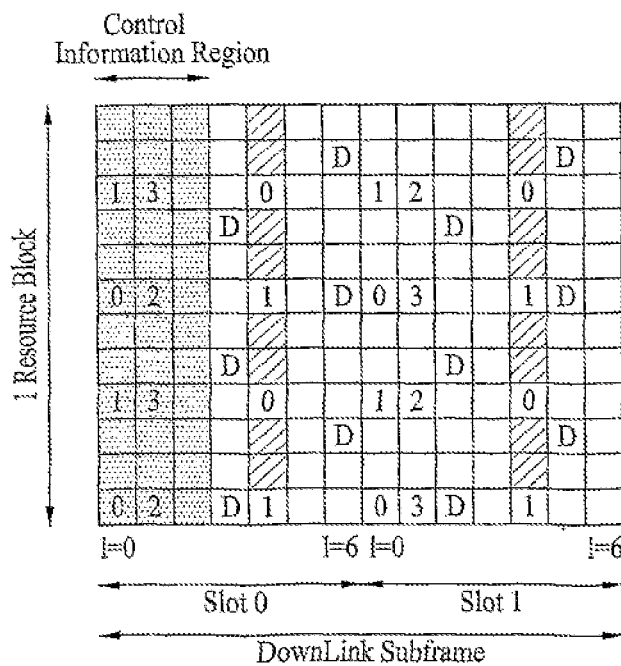 Control
Information Region
1 Resource Block
D D
1 3 0 1 2 0
D D
0 2 1 D 0 3 1 D
D D
1 3 0 1 2 0
D D
0 2 D 1 0 3 D 1
l=0 l=6 l=0 l=6
Slot 0 Slot 1
DownLink Subframe